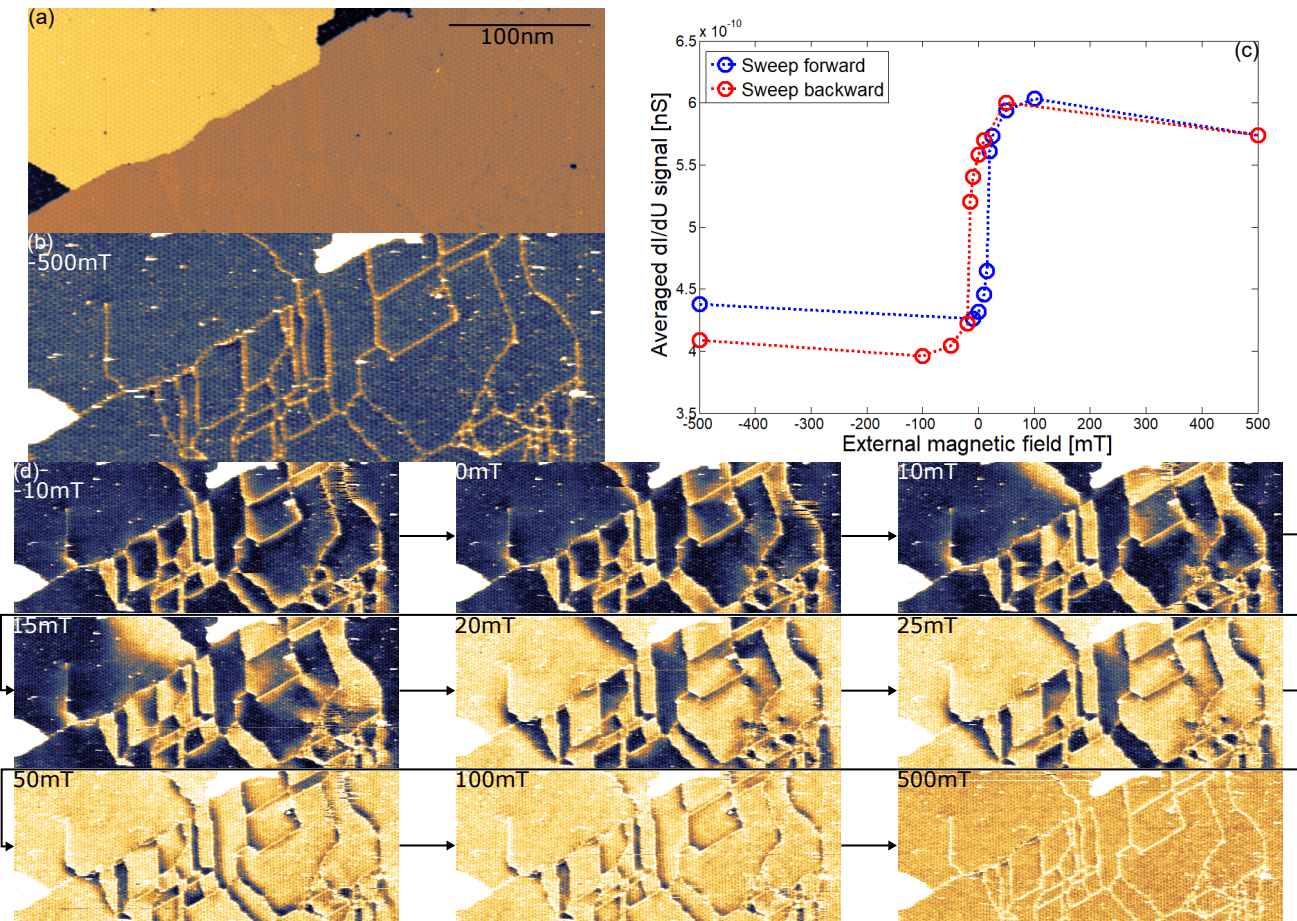 (a)
100nm
(b)
-500mT
x 10⁻¹⁰
(c)
6.5
6
5.5
5
4.5
4
3.5
Sweep forward
Sweep backward
Averaged dI/dU signal [nS]
-500 -400 -300 -200 -100 0 100 200 300 400 500
External magnetic field [mT]
(d)
-10mT
0mT
10mT
15mT
20mT
25mT
50mT
100mT
500mT